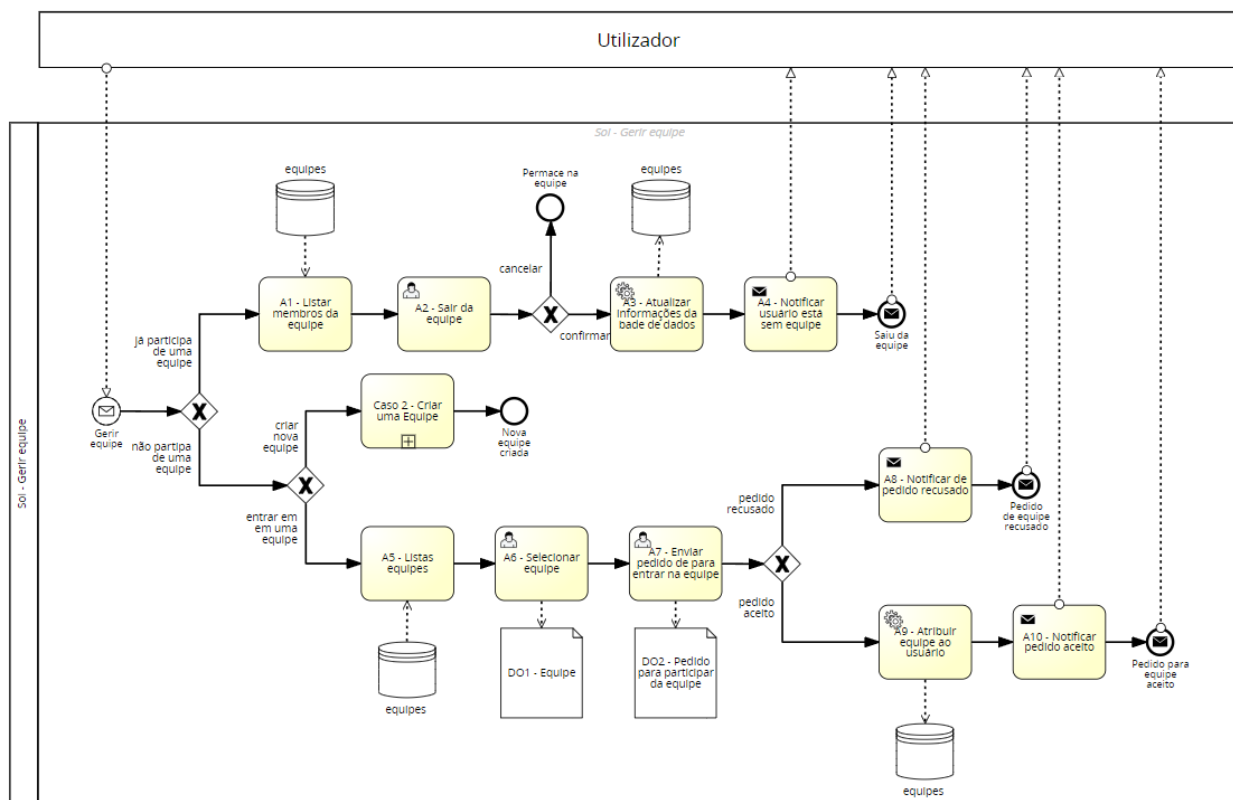 Utilizador
Sol - Gerir equipe
Sol - Gerir equipe
equipes
Permace na
equipe
equipes
A1 - Listar
membros da
equipe
A2 - Sair da
equipe
cancelar
confirmar
A3 - Atualizar
informações da
bade de dados
A4 - Notificar
usuário está
sem equipe
Saiu da
equipe
já participa
de uma
equipe
Gerir
equipe
não partipa
de uma
equipe
criar
nova
equipe
Caso 2 - Criar
uma Equipe
Nova
equipe
criada
entrar em
em uma
equipe
A5 - Listas
equipes
A6 - Selecionar
equipe
A7 - Enviar
pedido de para
entrar na equipe
pedido
recusado
A8 - Notificar de
pedido recusado
Pedido
de equipe
recusado
pedido
aceito
A9 - Atribuir
equipe ao
usuário
A10 - Notificar
pedido aceito
Pedido para
equipe
aceito
equipes
DO1 - Equipe
DO2 - Pedido
para participar
da equipe
equipes